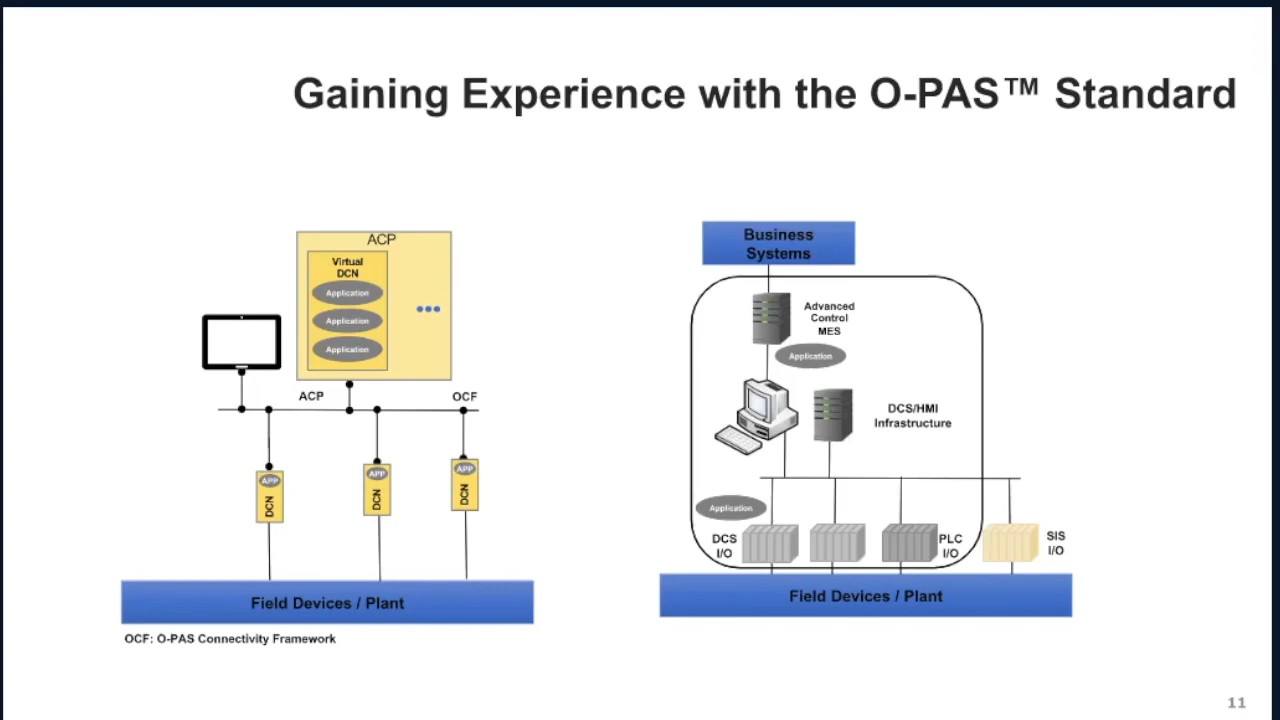 Gaining Experience with the O-PAS™ Standard
ACP
Virtual
DCN
Application
Application
Application
ACP
OCF
APP
DCN
APP
DCN
APP
DCN
Field Devices / Plant
OCF: O-PAS Connectivity Framework
Business
Systems
Advanced
Control
MES
Application
DCS/HMI
Infrastructure
Application
DCS
I/O
PLC
I/O
SIS
I/O
Field Devices / Plant
11